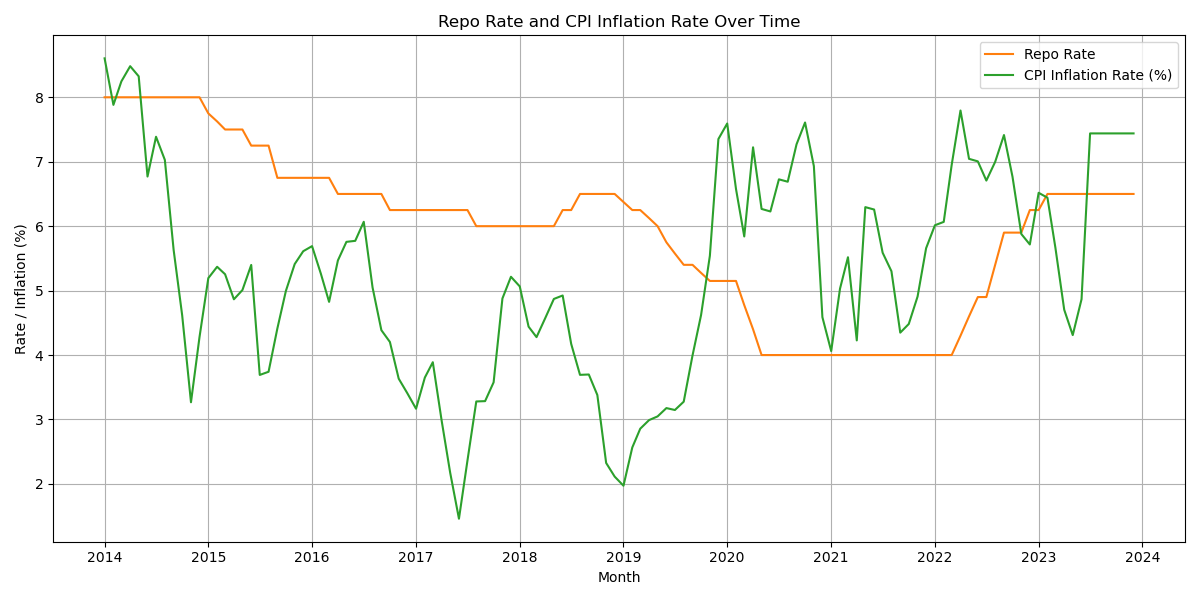 Repo Rate and CPI Inflation Rate Over Time
Repo Rate
CPI Inflation Rate (%)
Rate / Inflation (%)
8
7
6
5
4
3
2
2014 2015 2016 2017 2018 2019 2020 2021 2022 2023 2024
Month